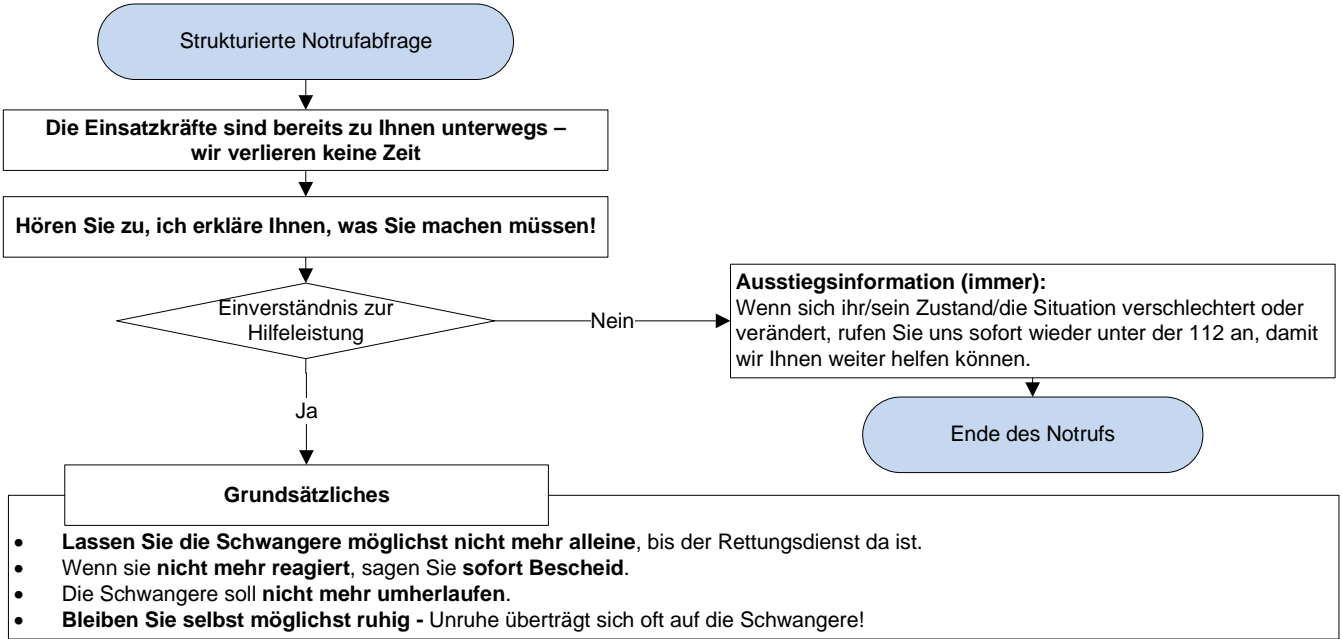 Strukturierte Notrufabfrage
Die Einsatzkräfte sind bereits zu Ihnen unterwegs –
wir verlieren keine Zeit
Hören Sie zu, ich erkläre Ihnen, was Sie machen müssen!
Einverständnis zur
Hilfeleistung
Nein
Ausstiegsinformation (immer):
Wenn sich ihr/sein Zustand/die Situation verschlechtert oder
verändert, rufen Sie uns sofort wieder unter der 112 an, damit
wir Ihnen weiter helfen können.
Ende des Notrufs
Ja
Grundsätzliches
• Lassen Sie die Schwangere möglichst nicht mehr alleine, bis der Rettungsdienst da ist.
• Wenn sie nicht mehr reagiert, sagen Sie sofort Bescheid.
• Die Schwangere soll nicht mehr umherlaufen.
• Bleiben Sie selbst möglichst ruhig - Unruhe überträgt sich oft auf die Schwangere!